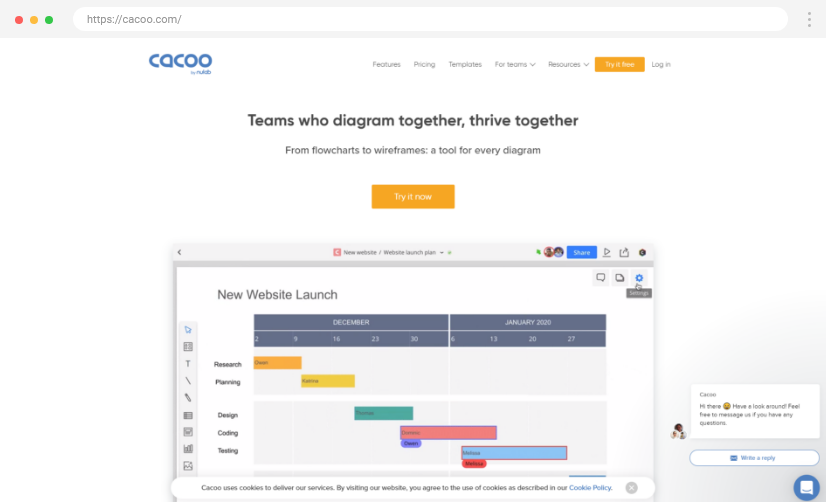 https://cacoo.com/
cacoo
by nulab
Features Pricing Templates For teams Resources Try it free Log in
Teams who diagram together, thrive together
From flowcharts to wireframes: a tool for every diagram
Try it now
New website / Website launch plan
Share
Settings
New Website Launch
DECEMBER JANUARY 2020
2 9 16 23 30 6 13 20 27
Research Gwen
Planning
Design Thomas
Coding
Gwen
Testing Melissa
Melissa
Cacoo
Hi there Have a look around! Feel
free to message us if you have any
questions.
Write a reply
Cacoo uses cookies to deliver our services. By visiting our website, you agree to the use of cookies as described in our Cookie Policy.